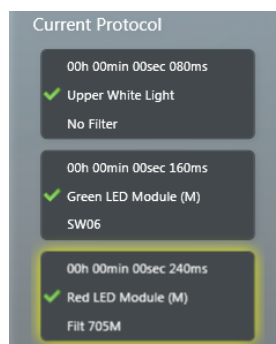 Current Protocol
00h 00min 00sec 080ms
Upper White Light
No Filter
00h 00min 00sec 160ms
Green LED Module (M)
SW06
00h 00min 00sec 240ms
Red LED Module (M)
Filt 705M